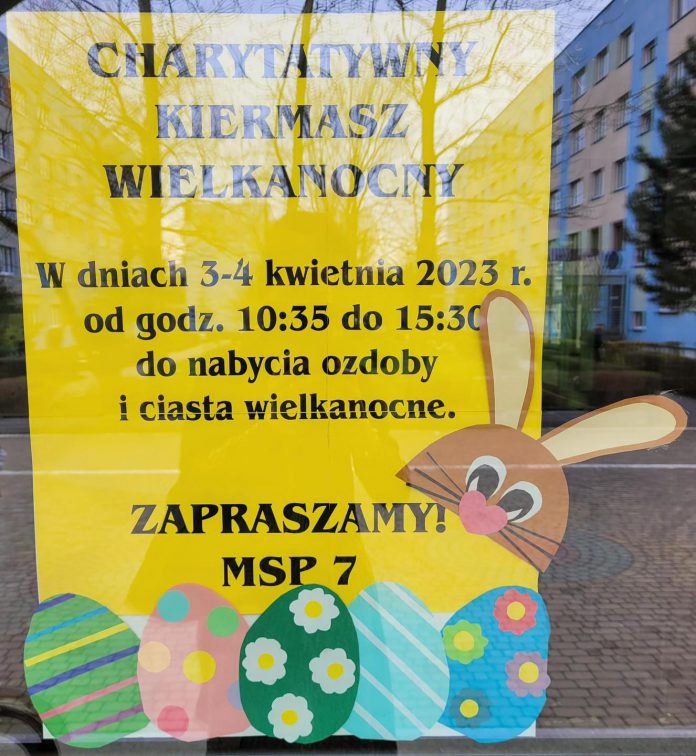 CHARYTATYWNY
KIERMASZ
WIELKANOCNY
W dniach 3-4 kwietnia 2023 r.
od godz. 10:35 do 15:30
do nabycia ozdoby
i ciasta wielkanocne.
ZAPRASZAMY!
MSP 7